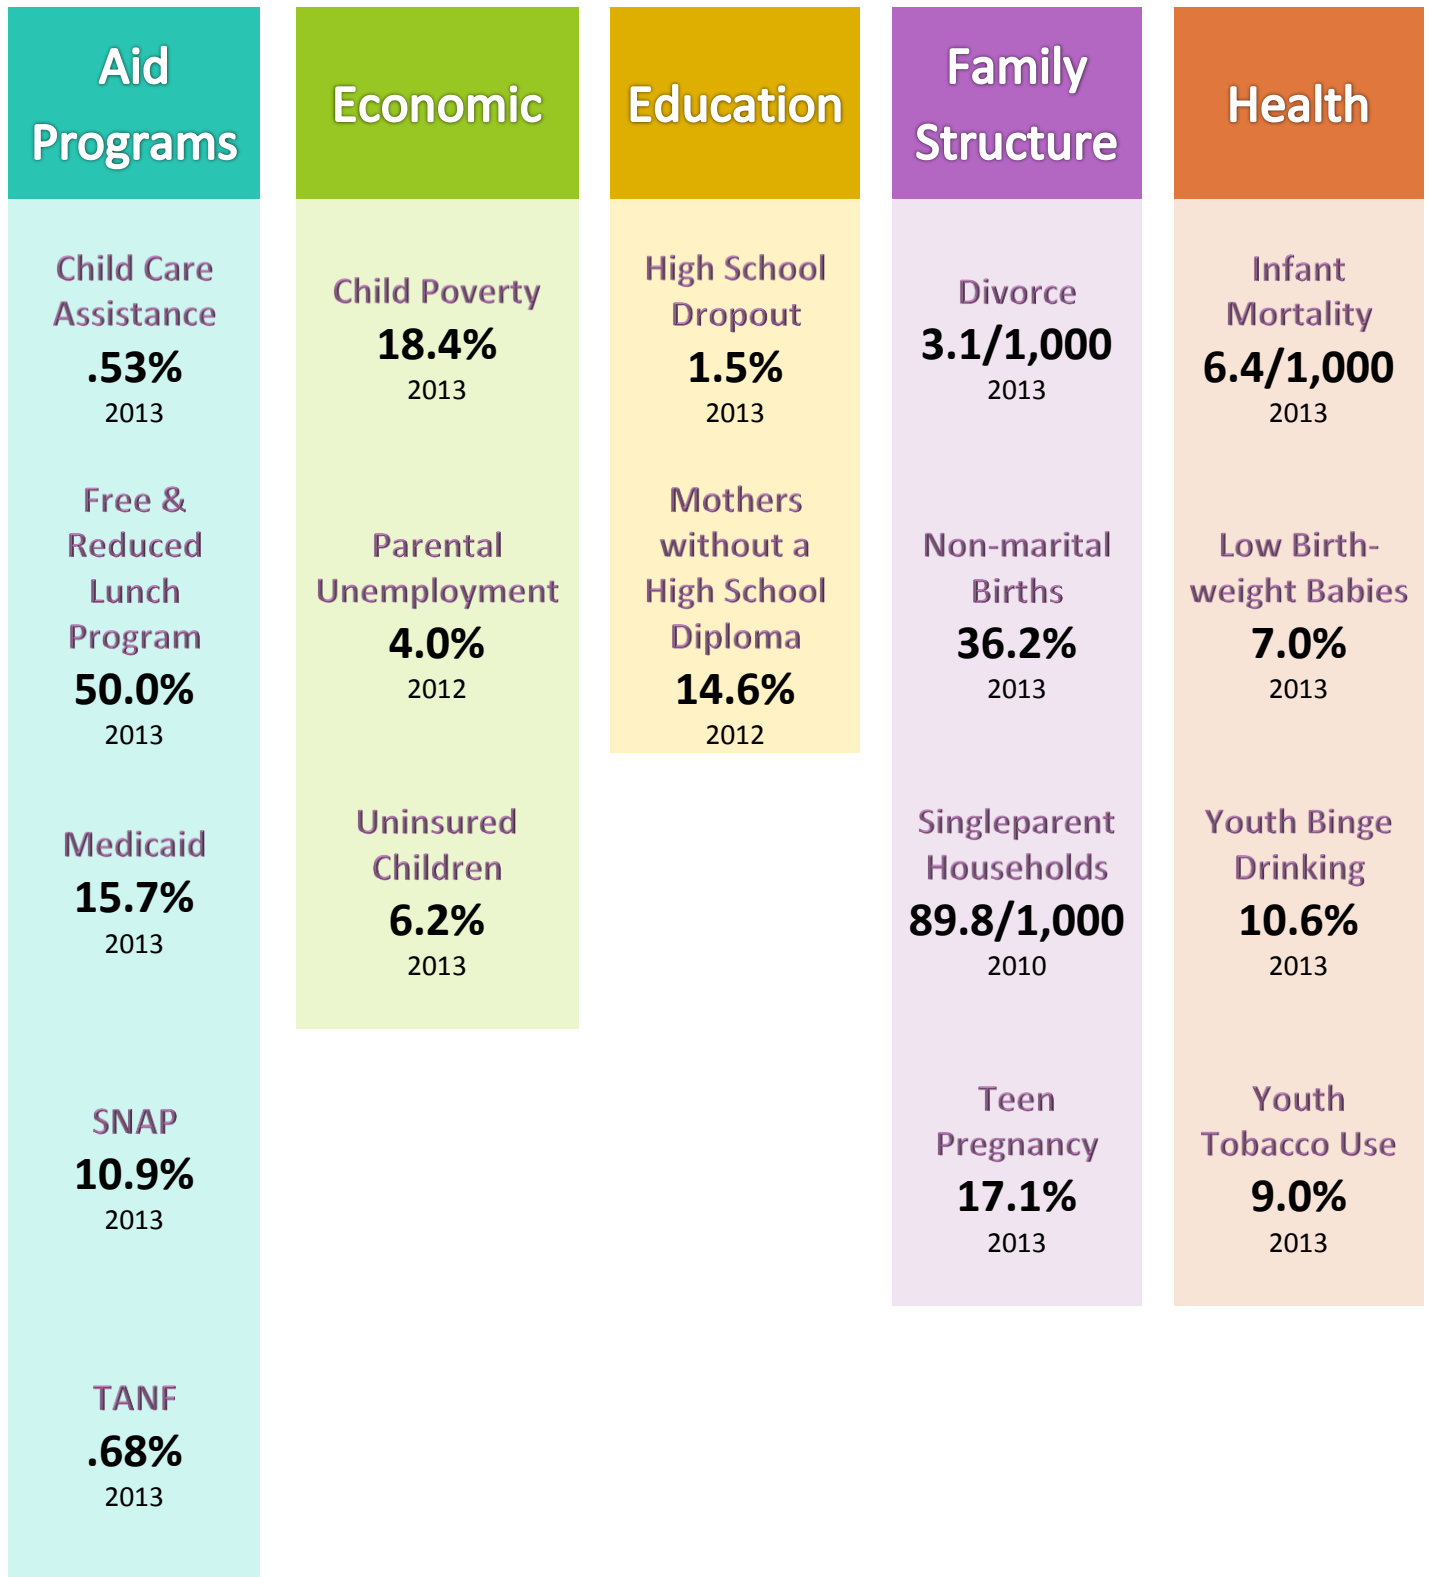 Aid
Programs
Child Care
Assistance
.53%
2013
Free &
Reduced
Lunch
Program
50.0%
2013
Medicaid
15.7%
2013
SNAP
10.9%
2013
TANF
.68%
2013
Economic
Child Poverty
18.4%
2013
Parental
Unemployment
4.0%
2012
Uninsured
Children
6.2%
2013
Education
High School
Dropout
1.5%
2013
Mothers
without a
High School
Diploma
14.6%
2012
Family
Structure
Divorce
3.1/1,000
2013
Non-marital
Births
36.2%
2013
Singleparent
Households
89.8/1,000
2010
Teen
Pregnancy
17.1%
2013
Health
Infant
Mortality
6.4/1,000
2013
Low Birth-
weight Babies
7.0%
2013
Youth Binge
Drinking
10.6%
2013
Youth
Tobacco Use
9.0%
2013